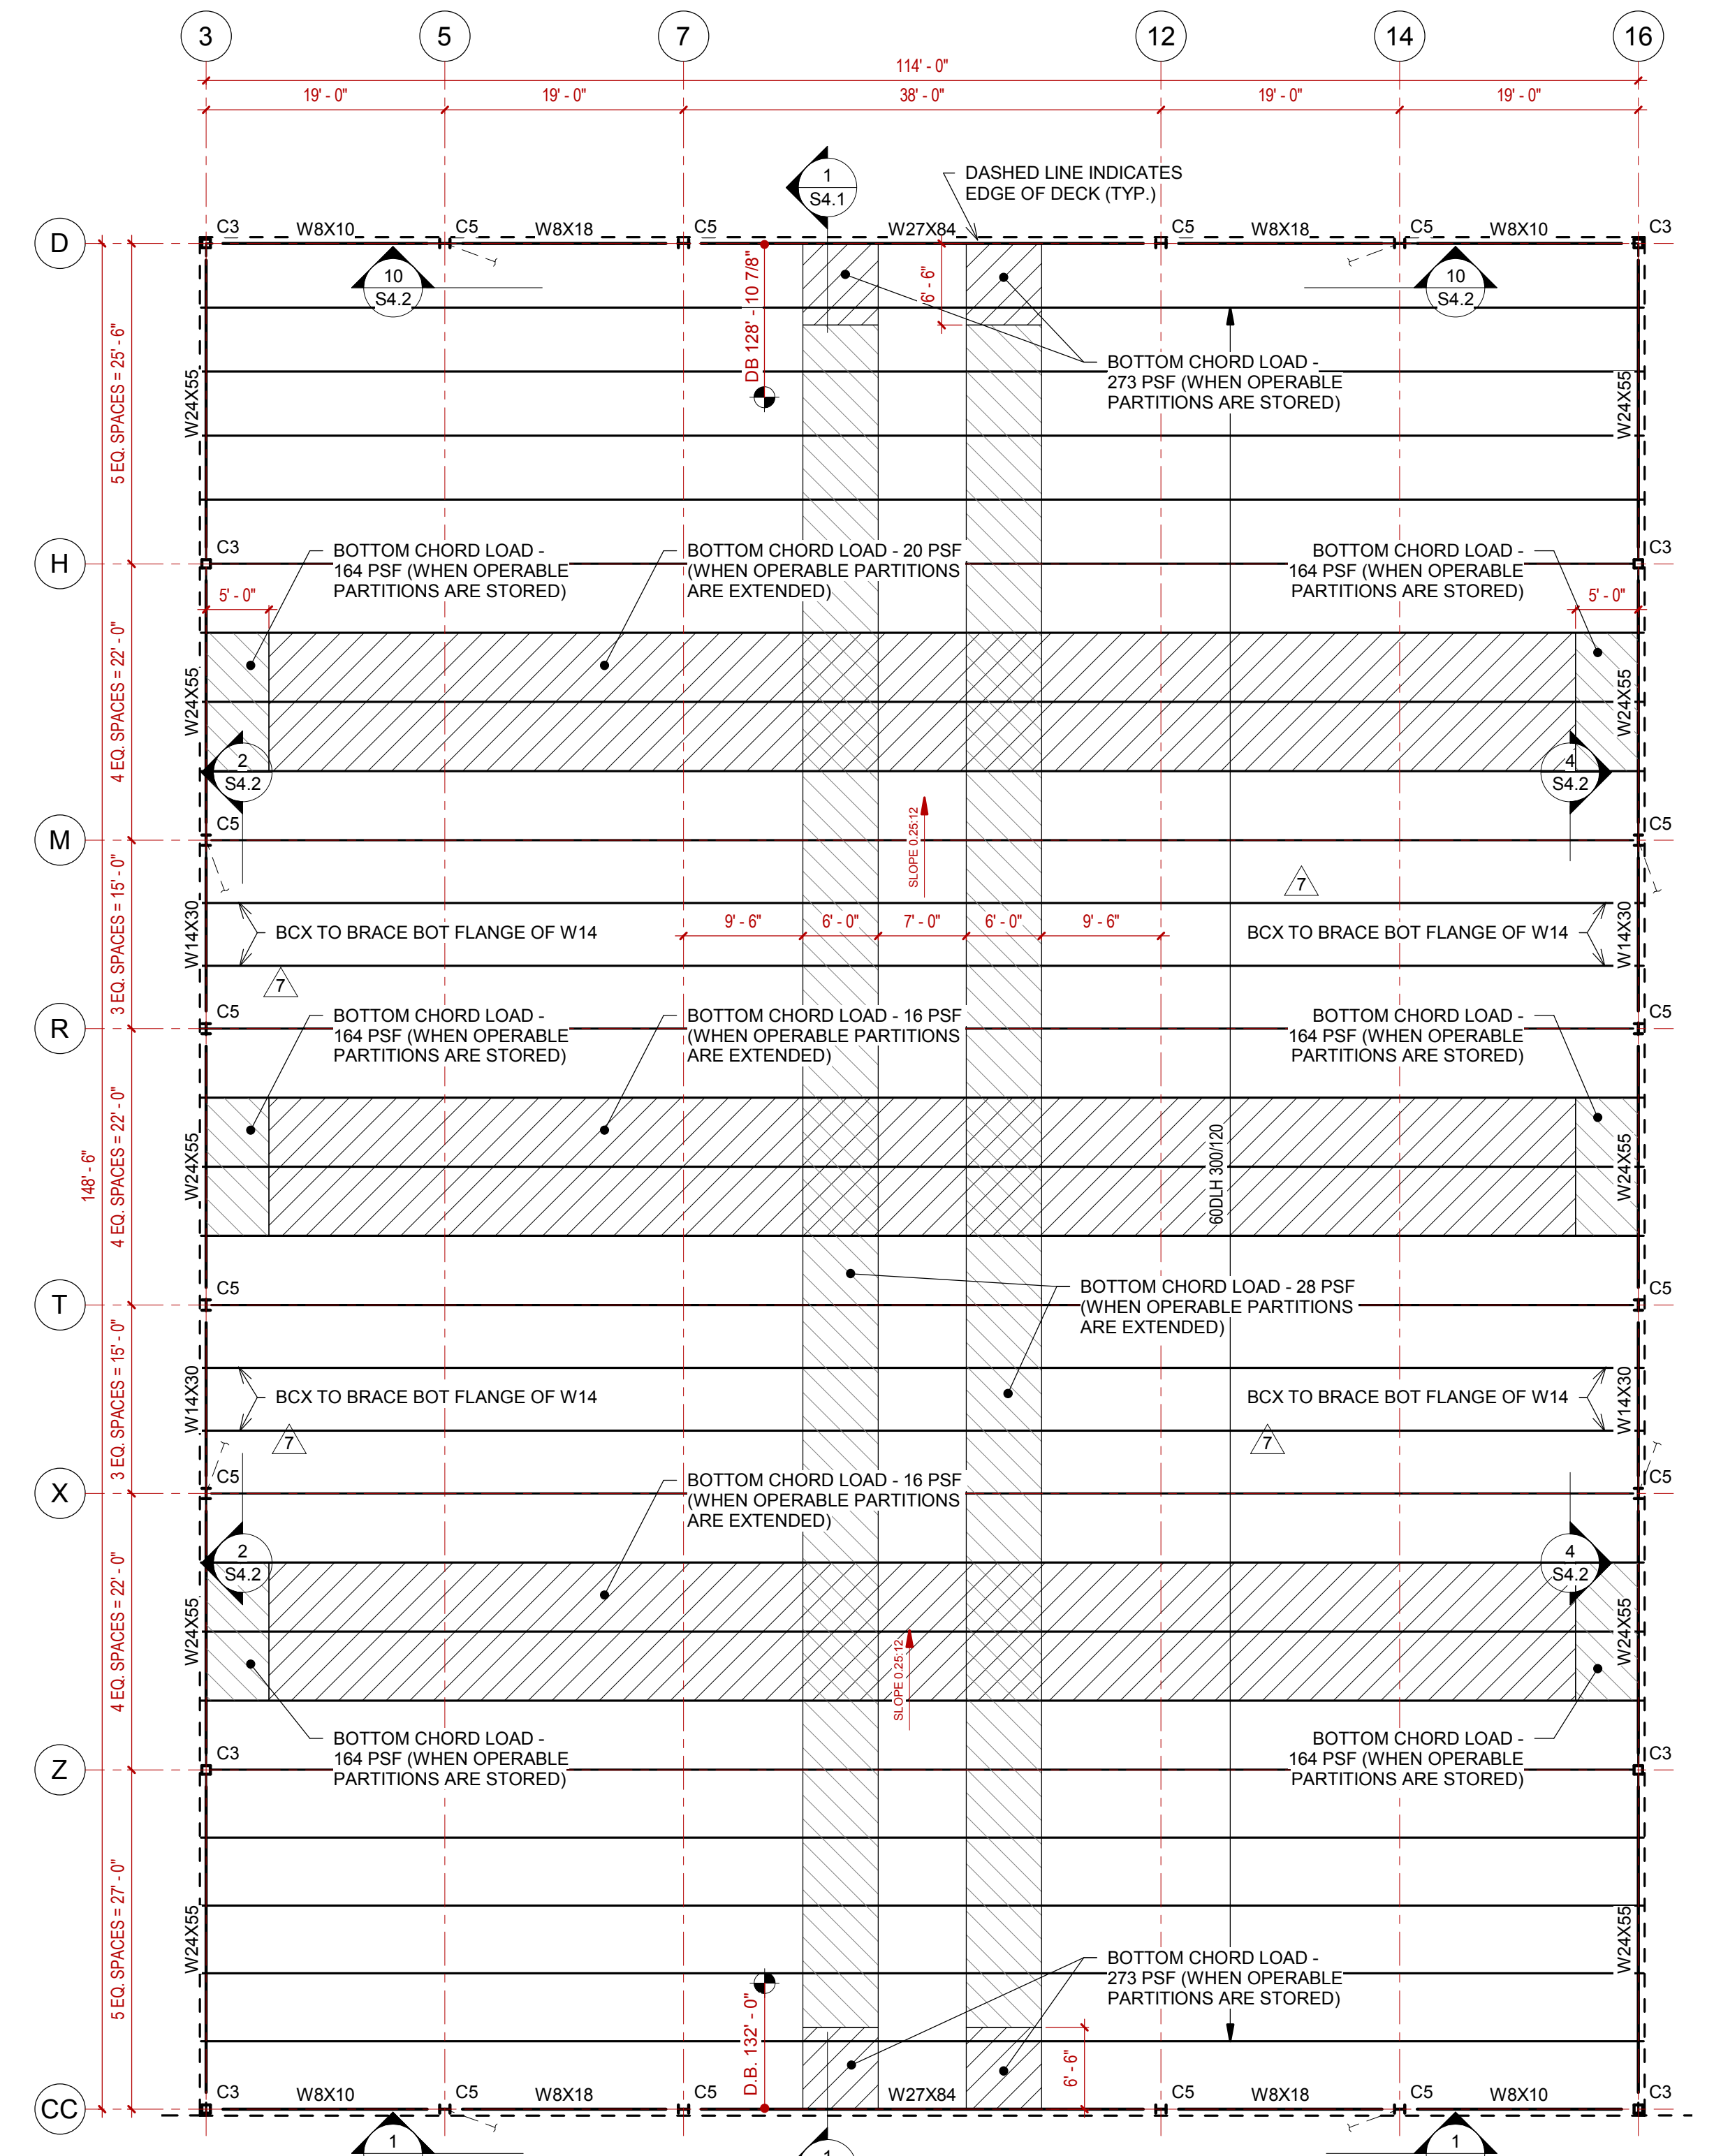 3
5
7
12
14
16
114' - 0"
19' - 0"
19' - 0"
38' - 0"
19' - 0"
19' - 0"
1
S4.1
DASHED LINE INDICATES
EDGE OF DECK (TYP.)
D
C3
W8X10
C5
W8X18
C5
W27X84
C5
W8X18
C5
W8X10
C3
10
S4.2
10
S4.2
DB 128' - 10 7/8"
6' - 6"
5 EQ. SPACES = 25' - 6"
W24X55
W24X55
BOTTOM CHORD LOAD -
273 PSF (WHEN OPERABLE
PARTITIONS ARE STORED)
H
C3
C3
BOTTOM CHORD LOAD -
164 PSF (WHEN OPERABLE
PARTITIONS ARE STORED)
BOTTOM CHORD LOAD - 20 PSF
(WHEN OPERABLE PARTITIONS
ARE EXTENDED)
BOTTOM CHORD LOAD -
164 PSF (WHEN OPERABLE
PARTITIONS ARE STORED)
5' - 0"
5' - 0"
4 EQ. SPACES = 22' - 0"
W24X55
W24X55
2
S4.2
4
S4.2
M
C5
C5
SLOPE 0.25:12
7
3 EQ. SPACES = 15' - 0"
W14X30
BCX TO BRACE BOT FLANGE OF W14
9' - 6"
6' - 0"
7' - 0"
6' - 0"
9' - 6"
BCX TO BRACE BOT FLANGE OF W14
W14X30
7
R
C5
C5
BOTTOM CHORD LOAD -
164 PSF (WHEN OPERABLE
PARTITIONS ARE STORED)
BOTTOM CHORD LOAD - 16 PSF
(WHEN OPERABLE PARTITIONS
ARE EXTENDED)
BOTTOM CHORD LOAD -
164 PSF (WHEN OPERABLE
PARTITIONS ARE STORED)
148' - 6"
4 EQ. SPACES = 22' - 0"
W24X55
60DLH 300/120
W24X55
T
C5
C5
BOTTOM CHORD LOAD - 28 PSF
(WHEN OPERABLE PARTITIONS
ARE EXTENDED)
3 EQ. SPACES = 15' - 0"
W14X30
BCX TO BRACE BOT FLANGE OF W14
BCX TO BRACE BOT FLANGE OF W14
W14X30
7
7
X
C5
C5
BOTTOM CHORD LOAD - 16 PSF
(WHEN OPERABLE PARTITIONS
ARE EXTENDED)
2
S4.2
4
S4.2
4 EQ. SPACES = 22' - 0"
W24X55
SLOPE 0.25:12
W24X55
Z
C3
C3
BOTTOM CHORD LOAD -
164 PSF (WHEN OPERABLE
PARTITIONS ARE STORED)
BOTTOM CHORD LOAD -
164 PSF (WHEN OPERABLE
PARTITIONS ARE STORED)
5 EQ. SPACES = 27' - 0"
W24X55
W24X55
BOTTOM CHORD LOAD -
273 PSF (WHEN OPERABLE
PARTITIONS ARE STORED)
D.B. 132' - 0"
6' - 6"
CC
C3
W8X10
C5
W8X18
C5
W27X84
C5
W8X18
C5
W8X10
C3
1
1
1